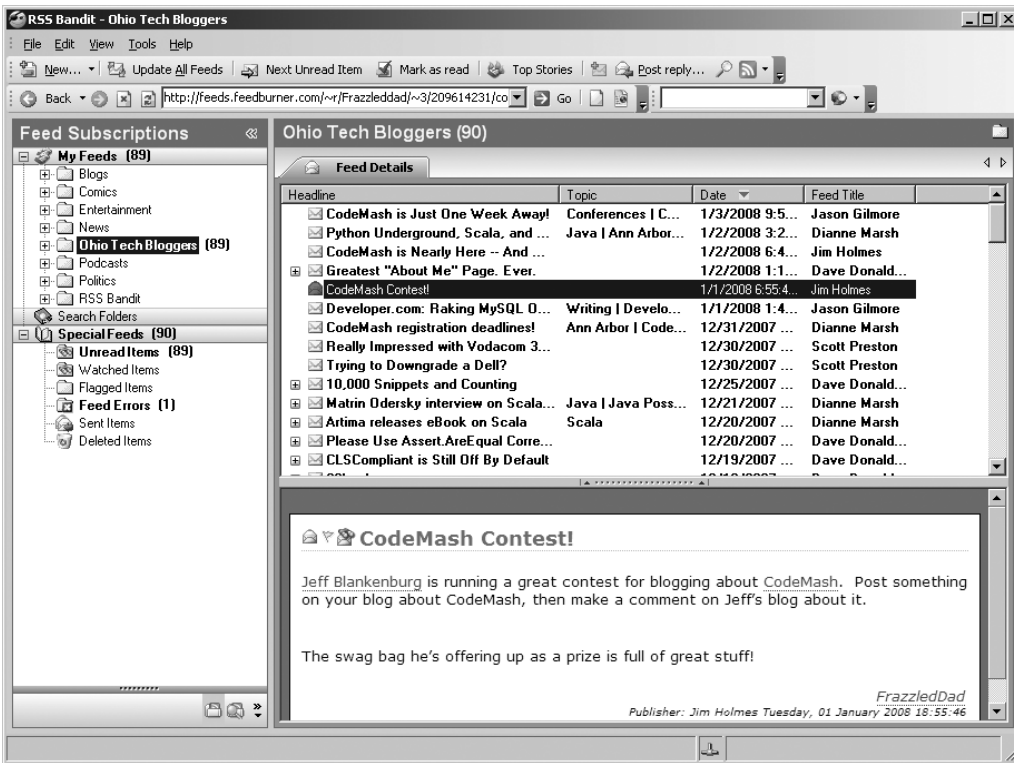 RSS Bandit - Ohio Tech Bloggers
File Edit View Tools Help
New... Update All Feeds Next Unread Item Mark as read Top Stories Post reply...
Back http://feeds.feedburner.com/~r/Frazzleddad/~3/209614231/co Go
Feed Subscriptions
My Feeds (89)
Blogs
Comics
Entertainment
News
Ohio Tech Bloggers (89)
Podcasts
Politics
RSS Bandit
Search Folders
Special Feeds (90)
Unread Items (89)
Watched Items
Flagged Items
Feed Errors (1)
Sent Items
Deleted Items
Ohio Tech Bloggers (90)
Feed Details
Headline Topic Date Feed Title
CodeMash is Just One Week Away! Conferences | C... 1/3/2008 9:5... Jason Gilmore
Python Underground, Scala, and ... Java | Ann Arbor... 1/2/2008 3:2... Dianne Marsh
CodeMash is Nearly Here -- And .... 1/2/2008 6:4... Jim Holmes
Greatest "About Me" Page. Ever. 1/2/2008 1:1... Dave Donald...
CodeMash Contest! 1/1/2008 6:55:4... Jim Holmes
Developer.com: Raking MySQL O... Writing | Develo... 1/1/2008 1:4... Jason Gilmore
CodeMash registration deadlines! Ann Arbor | Code... 12/31/2007 ... Dianne Marsh
Really Impressed with Vodacom 3... 12/30/2007 ... Scott Preston
Trying to Downgrade a Dell? 12/30/2007 ... Scott Preston
10,000 Snippets and Counting 12/25/2007 ... Dave Donald...
Matrin Odersky interview on Scala... Java | Java Poss... 12/21/2007 ... Dianne Marsh
Artima releases eBook on Scala Scala 12/20/2007 ... Dianne Marsh
Please Use Assert.AreEqual Corre... 12/20/2007 ... Dave Donald...
CLSCompliant is Still Off By Default 12/19/2007 ... Dave Donald...
CodeMash Contest!
Jeff Blankenburg is running a great contest for blogging about CodeMash. Post something
on your blog about CodeMash, then make a comment on Jeff's blog about it.
The swag bag he's offering up as a prize is full of great stuff!
FrazzledDad
Publisher: Jim Holmes Tuesday, 01 January 2008 18:55:46